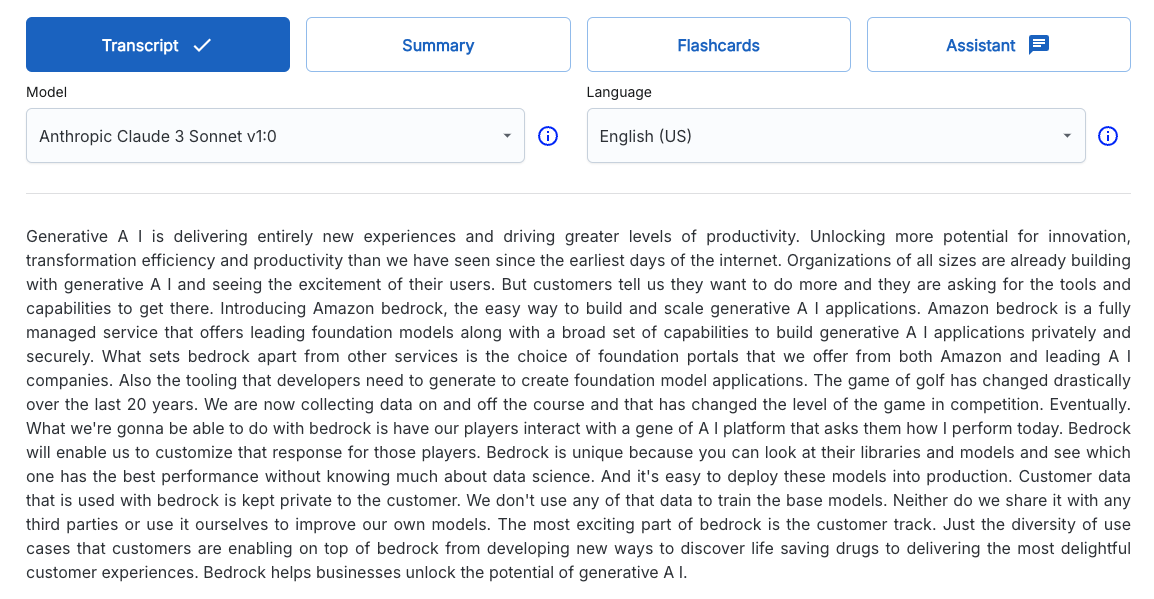 Transcript
Summary
Flashcards
Assistant
Model
Language
Anthropic Claude 3 Sonnet v1:0
English (US)
Generative A I is delivering entirely new experiences and driving greater levels of productivity. Unlocking more potential for innovation,
transformation efficiency and productivity than we have seen since the earliest days of the internet. Organizations of all sizes are already building
with generative A I and seeing the excitement of their users. But customers tell us they want to do more and they are asking for the tools and
capabilities to get there. Introducing Amazon bedrock, the easy way to build and scale generative A I applications. Amazon bedrock is a fully
managed service that offers leading foundation models along with a broad set of capabilities to build generative A I applications privately and
securely. What sets bedrock apart from other services is the choice of foundation portals that we offer from both Amazon and leading A I
companies. Also the tooling that developers need to generate to create foundation model applications. The game of golf has changed drastically
over the last 20 years. We are now collecting data on and off the course and that has changed the level of the game in competition. Eventually.
What we're gonna be able to do with bedrock is have our players interact with a gene of A I platform that asks them how I perform today. Bedrock
will enable us to customize that response for those players. Bedrock is unique because you can look at their libraries and models and see which
one has the best performance without knowing much about data science. And it's easy to deploy these models into production. Customer data
that is used with bedrock is kept private to the customer. We don't use any of that data to train the base models. Neither do we share it with any
third parties or use it ourselves to improve our own models. The most exciting part of bedrock is the customer track. Just the diversity of use
cases that customers are enabling on top of bedrock from developing new ways to discover life saving drugs to delivering the most delightful
customer experiences. Bedrock helps businesses unlock the potential of generative A I.